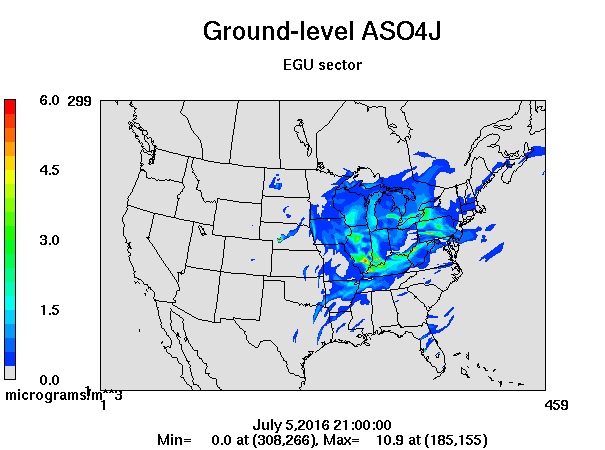 Ground-level ASO4J
EGU sector
6.0
299
4.5
3.0
1.5
0.0
1
micrograms/m**3
1
459
July 5,2016 21:00:00
Min= 0.0 at (308,266), Max= 10.9 at (185,155)